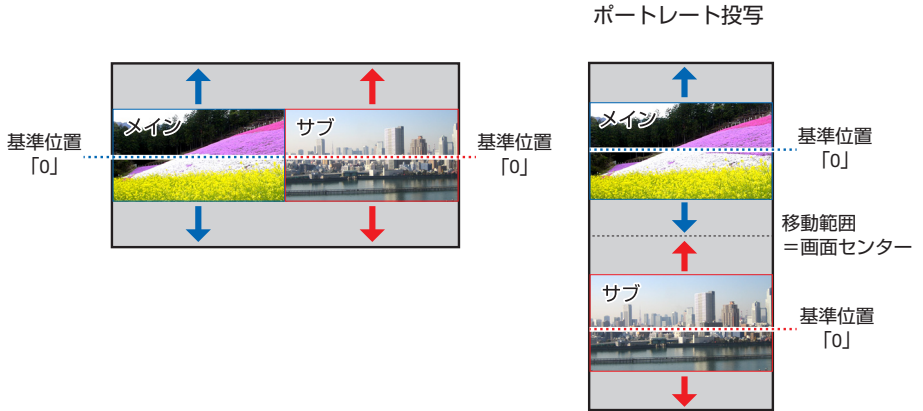 ポートレート投写
メイン
サブ
基準位置
「0」
基準位置
「0」
メイン
基準位置
「0」
移動範囲
＝画面センター
サブ
基準位置
「0」